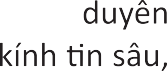 duyên
kính tin sâu,